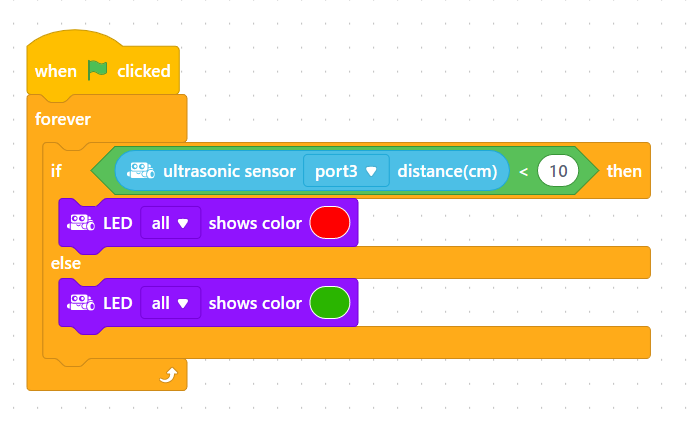 when clicked
forever
if ultrasonic sensor port3 distance(cm) < 10 then
LED all shows color
else
LED all shows color